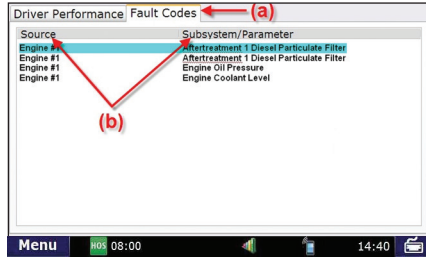 Driver Performance Fault Codes (a)
Source Subsystem/Parameter
Engine #1 Aftertreatment 1 Diesel Particulate Filter
Engine #1 Aftertreatment 1 Diesel Particulate Filter
Engine #1 Engine Oil Pressure
Engine #1 Engine Coolant Level
(b)
Menu HOS 08:00 14:40